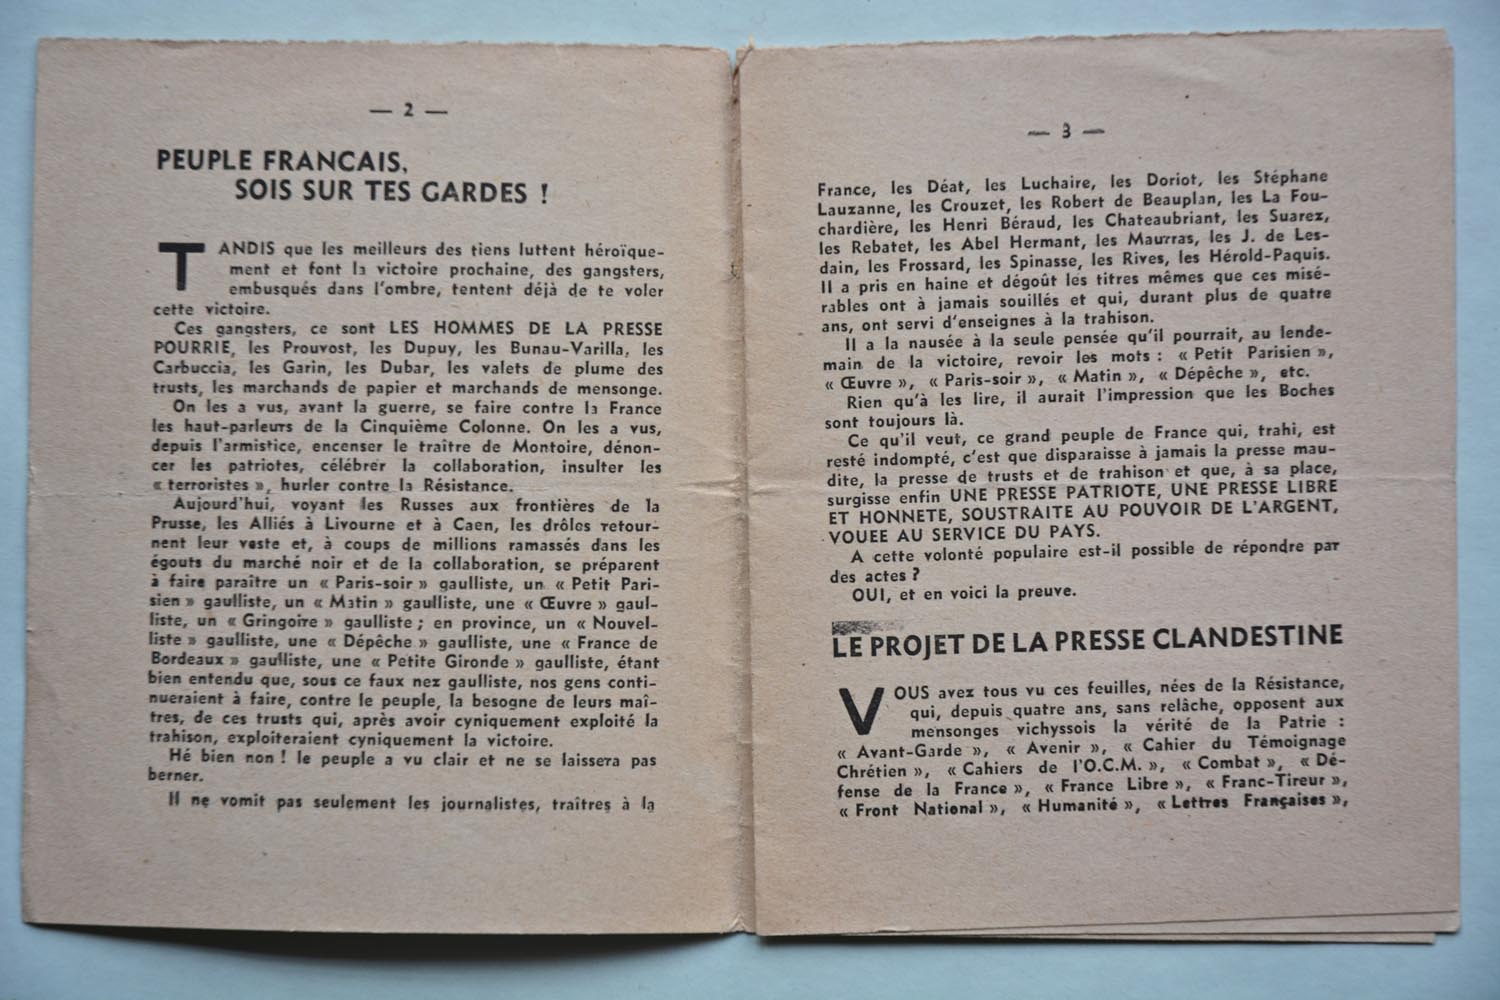 — 2 —
PEUPLE FRANCAIS,
SOIS SUR TES GARDES !
TANDIS que les meilleurs des tiens luttent héroïque-
ment et font la victoire prochaine, des gangsters,
embusqués dans l'ombre, tentent déjà de te voler
cette victoire.
Ces gangsters, ce sont LES HOMMES DE LA PRESSE
POURRIE, les Prouvost, les Dupuy, les Bunau-Varilla, les
Carbuccia, les Garin, les Dubar, les valets de plume des
trusts, les marchands de papier et marchands de mensonge.
On les a vus, avant la guerre, se faire contre la France
les haut-parleurs de la Cinquième Colonne. On les a vus,
depuis l'armistice, encenser le traître de Montoire, dénon-
cer les patriotes, célébrer la collaboration, insulter les
« terroristes », hurler contre la Résistance.
Aujourd'hui, voyant les Russes aux frontières de la
Prusse, les Alliés à Livourne et à Caen, les drôles retour-
nent leur veste et, à coups de millions ramassés dans les
égouts du marché noir et de la collaboration, se préparent
à faire paraître un « Paris-soir » gaulliste, un « Petit Pari-
sien » gaulliste, un « Matin » gaulliste, une « Œuvre » gaul-
liste, un « Gringoire » gaulliste ; en province, un « Nouvel-
liste » gaulliste, une « Dépêche » gaulliste, une « France de
Bordeaux » gaulliste, une « Petite Gironde » gaulliste, étant
bien entendu que, sous ce faux nez gaulliste, nos gens conti-
nueraient à faire, contre le peuple, la besogne de leurs maî-
tres, de ces trusts qui, après avoir cyniquement exploité la
trahison, exploiteraient cyniquement la victoire.
Hé bien non ! le peuple a vu clair et ne se laissera pas
berner.
Il ne vomit pas seulement les journalistes, traîtres à la
— 3 —
France, les Déat, les Luchaire, les Doriot, les Stéphane
Lauzanne, les Crouzet, les Robert de Beauplan, les La Fou-
chardière, les Henri Béraud, les Chateaubriant, les Suarez,
les Rebatet, les Abel Hermant, les Maurras, les J. de Les-
dain, les Frossard, les Spinasse, les Rives, les Hérold-Paquis.
Il a pris en haine et dégoût les titres mêmes que ces misé-
rables ont à jamais souillés et qui, durant plus de quatre
ans, ont servi d'enseignes à la trahison.
Il a la nausée à la seule pensée qu'il pourrait, au lende-
main de la victoire, revoir les mots : « Petit Parisien »,
« Œuvre », « Paris-soir », « Matin », « Dépêche », etc.
Rien qu'à les lire, il aurait l'impression que les Boches
sont toujours là.
Ce qu'il veut, ce grand peuple de France qui, trahi, est
resté indompté, c'est que disparaisse à jamais la presse mau-
dite, la presse de trusts et de trahison et que, à sa place,
surgisse enfin UNE PRESSE PATRIOTE, UNE PRESSE LIBRE
ET HONNETE, SOUSTRAITE AU POUVOIR DE L'ARGENT,
VOUEE AU SERVICE DU PAYS.
A cette volonté populaire est-il possible de répondre par
des actes ?
OUI, et en voici la preuve.
LE PROJET DE LA PRESSE CLANDESTINE
VOUS avez tous vu ces feuilles, nées de la Résistance,
qui, depuis quatre ans, sans relâche, opposent aux
mensonges vichyssois la vérité de la Patrie :
« Avant-Garde », « Avenir », « Cahier du Témoignage
Chrétien », « Cahiers de l'O.C.M. », « Combat », « Dé-
fense de la France », « France Libre », « Franc-Tireur »,
« Front National », « Humanité », « Lettres Françaises »,